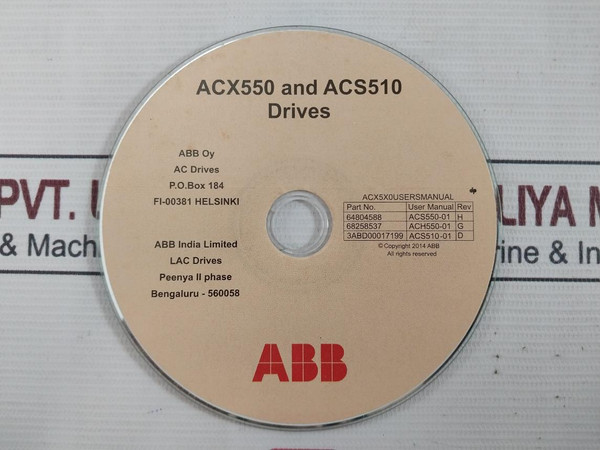 ACX550 and ACS510
Drives
ABB Oy
AC Drives
P.O.Box 184
FI-00381 HELSINKI
ABB India Limited
LAC Drives
Peenya II phase
Bengaluru - 560058
ACX5X0USERSMANUAL
Part No. User Manual Rev
64804588 ACS550-01 H
68258537 ACH550-01 G
3ABD00017199 ACS510-01 D
© Copyright 2014 ABB
All rights reserved
ABB
PVT.
& Mach
LIYA
rine & In